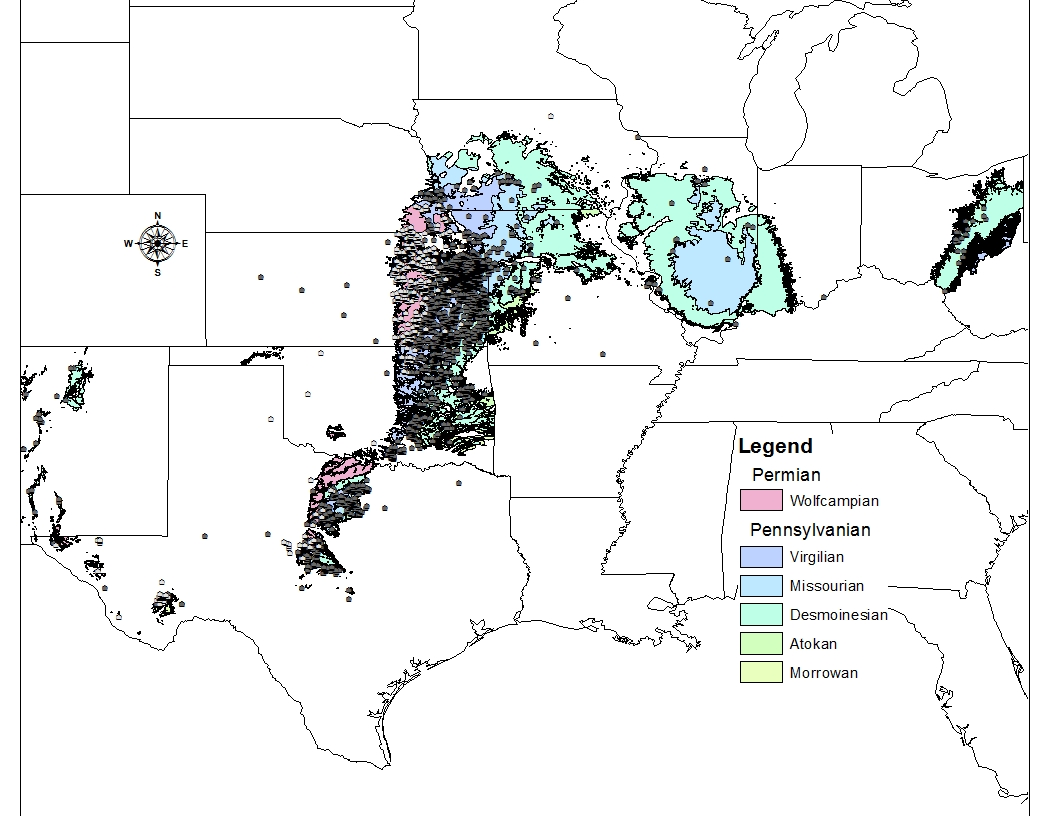 N
W E
S
Legend
Permian
Wolfcampian
Pennsylvanian
Virgilian
Missourian
Desmoinesian
Atokan
Morrowan